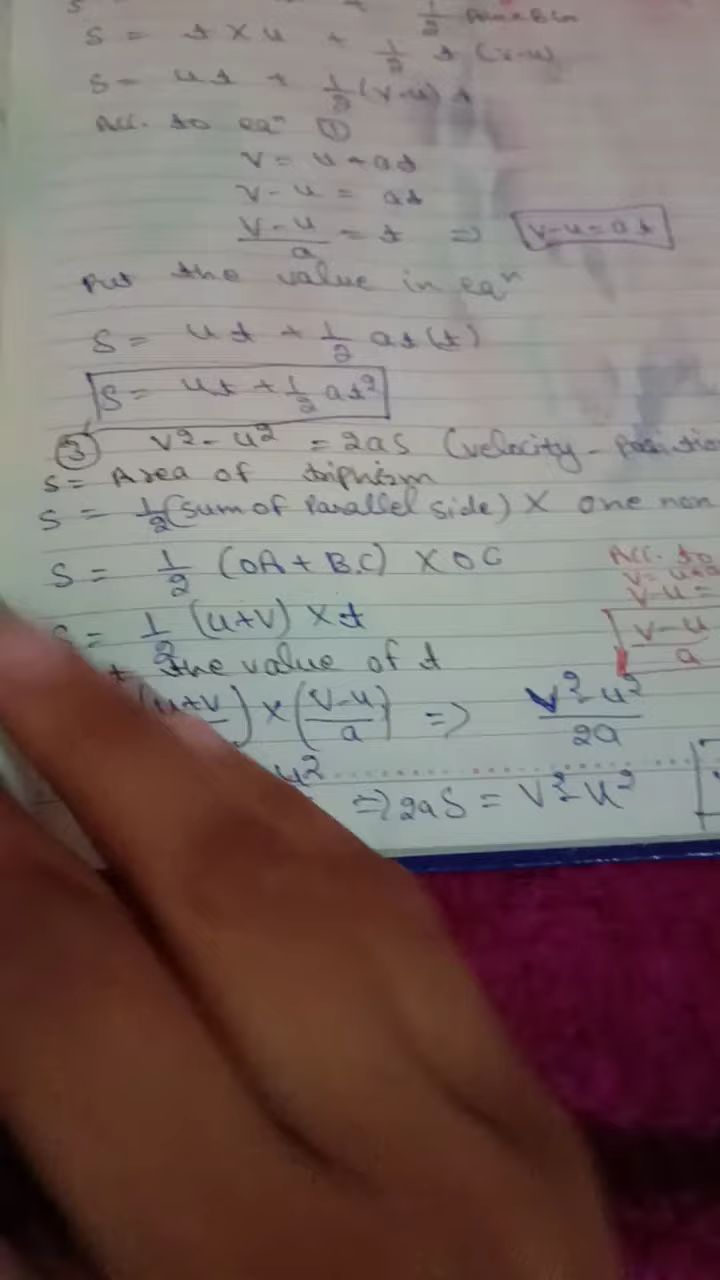 S = t × u + 1/2 t (v-u)
S = ut + 1/2 (v-u) t
Acc. to eqⁿ ①
v = u + at
v - u = at
v - u / a = t ⇒ v-u = at
Put the value in eqⁿ
S = ut + 1/2 at(t)
S = ut + 1/2 at²
③ v² - u² = 2as (velocity - Position
S = Area of
S = 1/2 (sum of Parallel side) × one non
S = 1/2 (OA + BC) × OC
Acc. to
v - u =
S = 1/2 (u+v) × t
v - u / a
the value of t
(u+v/ ) × (v-u/a) ⇒ v² - u² / 2a
u²
⇒ 2aS = v² - u²